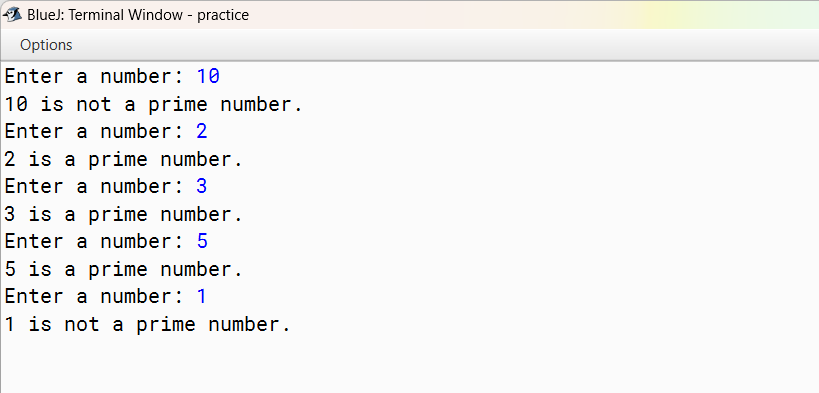 BlueJ: Terminal Window - practice
Options
Enter a number: 10
10 is not a prime number.
Enter a number: 2
2 is a prime number.
Enter a number: 3
3 is a prime number.
Enter a number: 5
5 is a prime number.
Enter a number: 1
1 is not a prime number.